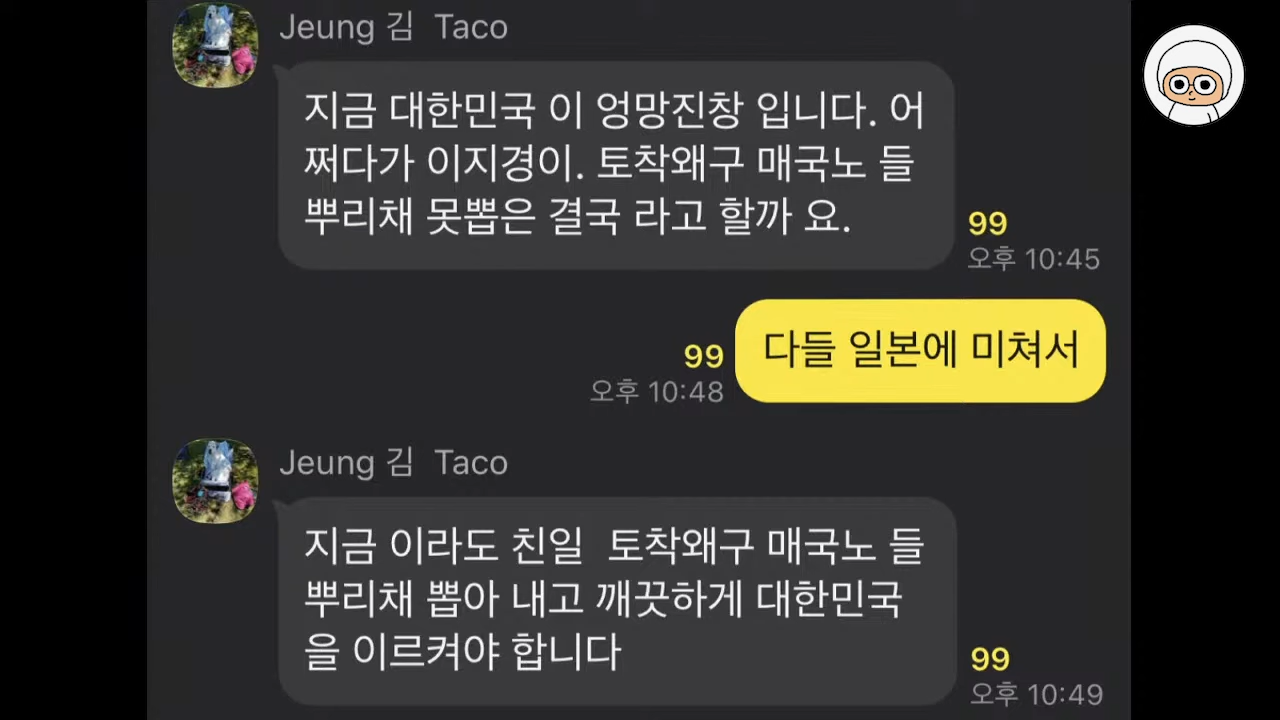 Jeung 김 Taco
지금 대한민국 이 엉망진창 입니다. 어
쩌다가 이지경이. 토착왜구 매국노 들
뿌리채 못뽑은 결국 라고 할까 요.
99
오후 10:45
다들 일본에 미쳐서
99
오후 10:48
Jeung 김 Taco
지금 이라도 친일 토착왜구 매국노 들
뿌리채 뽑아 내고 깨끗하게 대한민국
을 이르켜야 합니다
99
오후 10:49